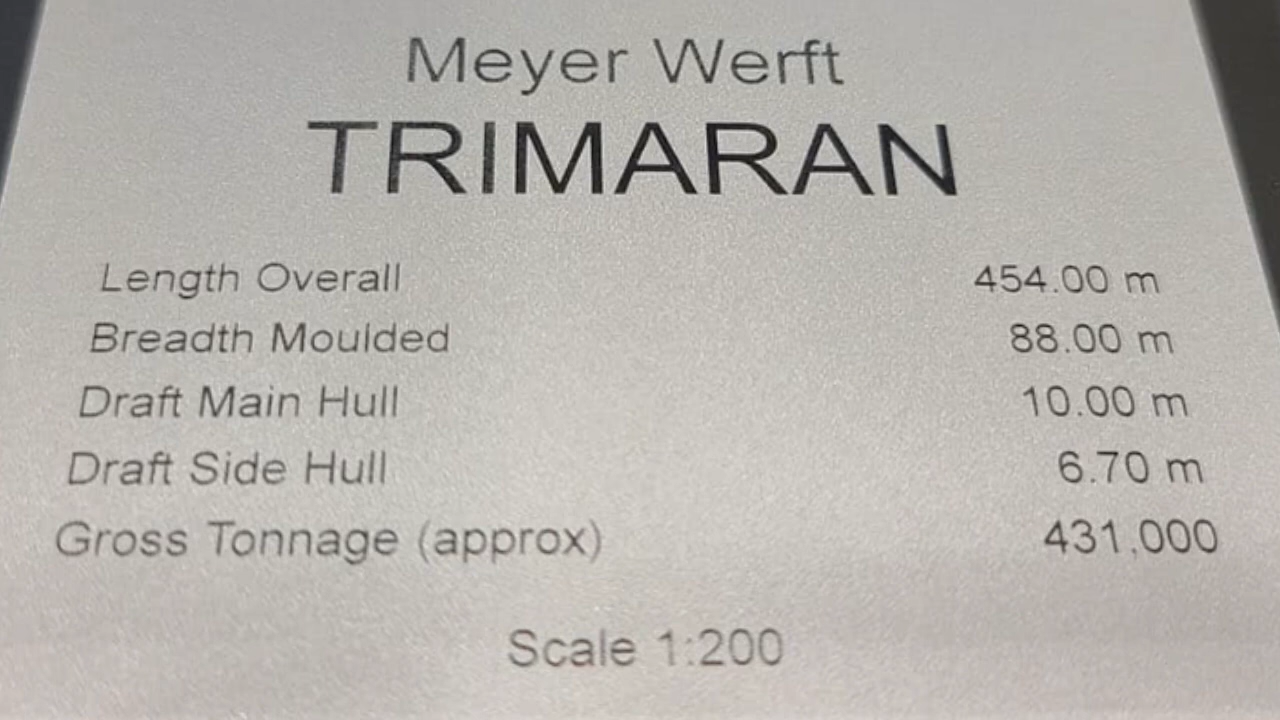 Meyer Werft
TRIMARAN
Length Overall 454.00 m
Breadth Moulded 88.00 m
Draft Main Hull 10.00 m
Draft Side Hull 6.70 m
Gross Tonnage (approx) 431.000
Scale 1:200